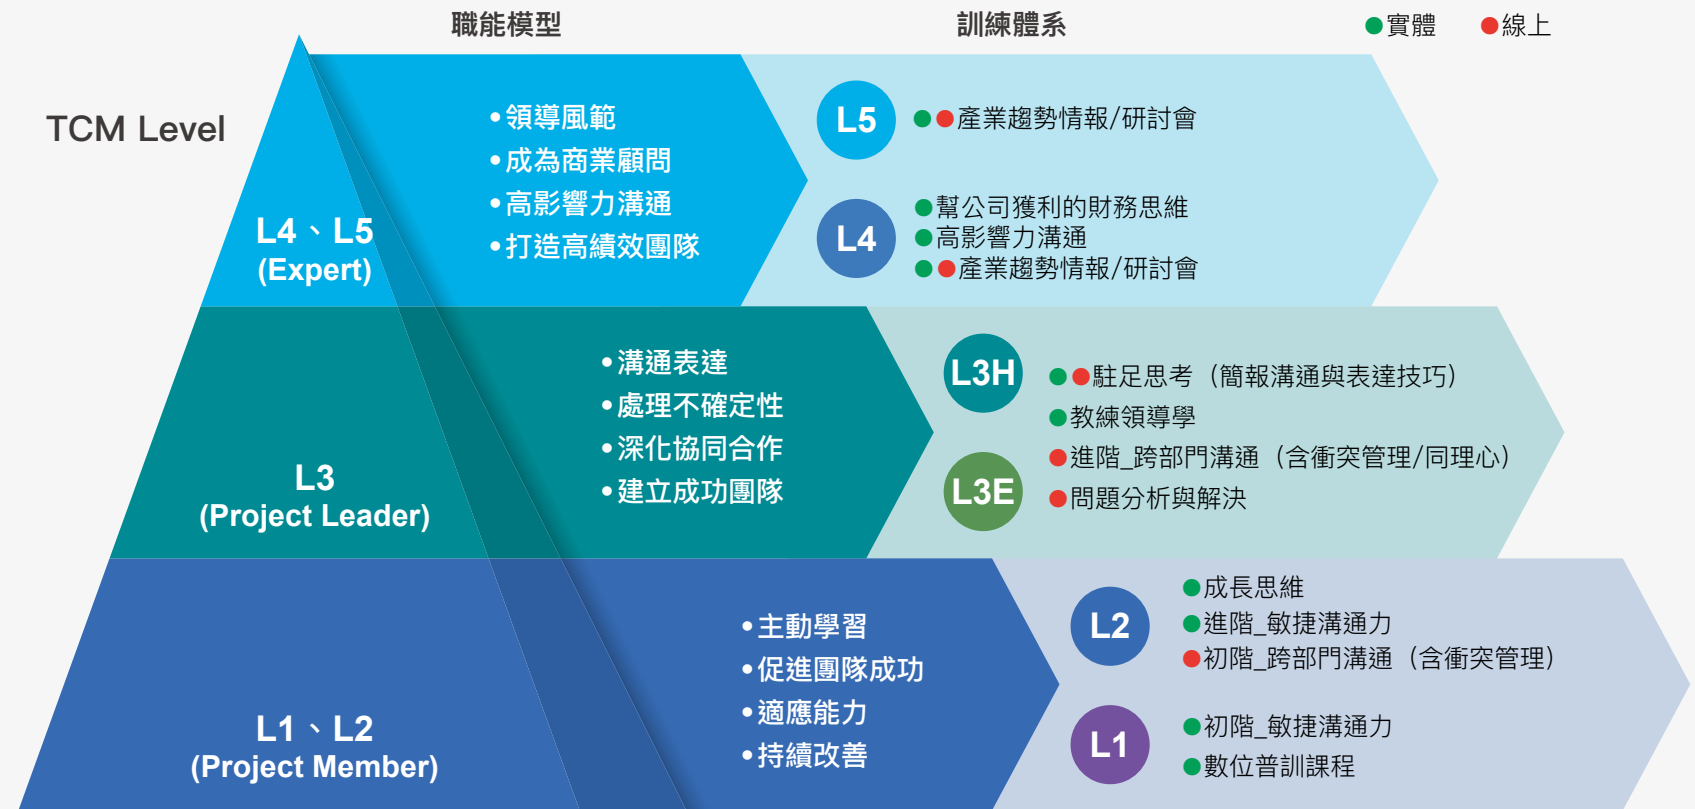 職能模型
訓練體系
實體
線上
TCM Level
L4、L5
(Expert)
•領導風範
•成為商業顧問
•高影響力溝通
•打造高績效團隊
L5
產業趨勢情報/研討會
L4
幫公司獲利的財務思維
高影響力溝通
產業趨勢情報/研討會
L3
(Project Leader)
•溝通表達
•處理不確定性
•深化協同合作
•建立成功團隊
L3H
L3E
駐足思考（簡報溝通與表達技巧）
教練領導學
進階_跨部門溝通（含衝突管理/同理心）
問題分析與解決
L1、L2
(Project Member)
•主動學習
•促進團隊成功
•適應能力
•持續改善
L2
成長思維
進階_敏捷溝通力
初階_跨部門溝通（含衝突管理）
L1
初階_敏捷溝通力
數位普訓課程